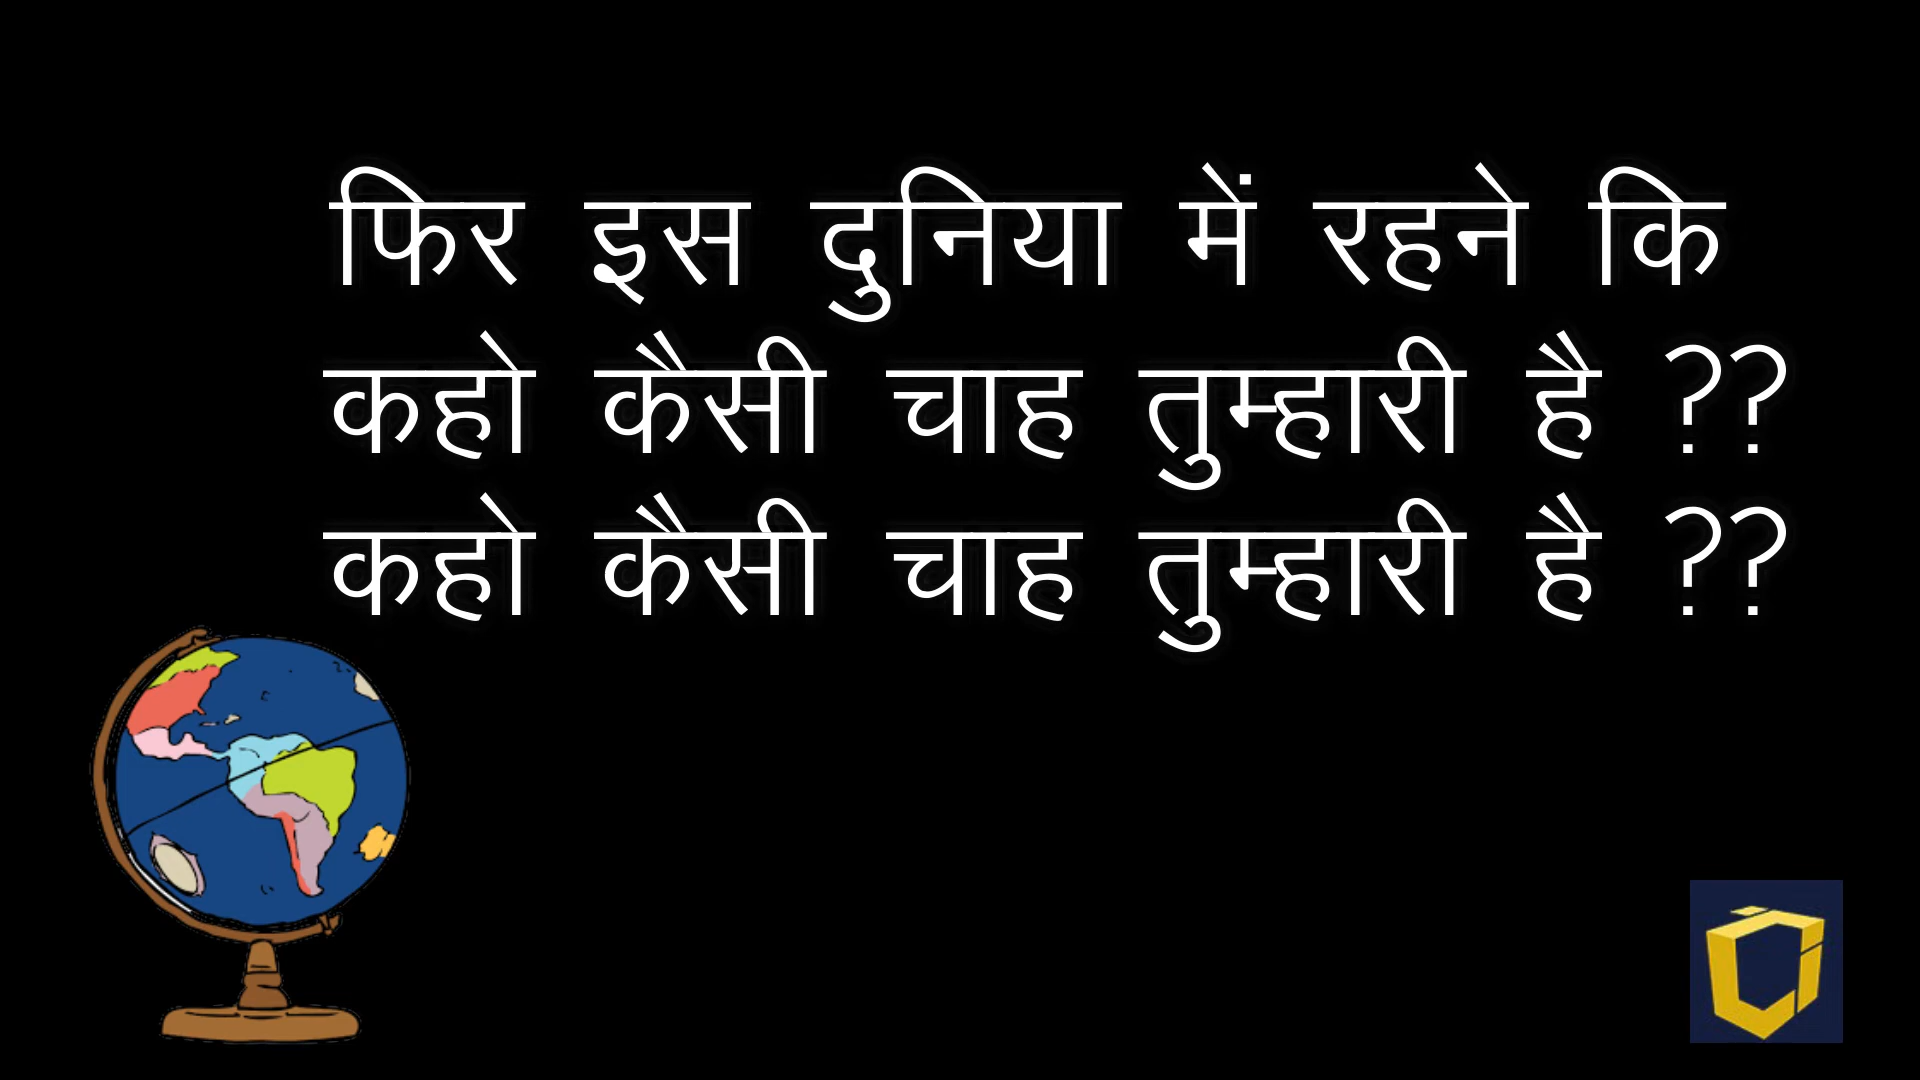 फिर इस दुनिया में रहने कि
कहो कैसी चाह तुम्हारी है ??
कहो कैसी चाह तुम्हारी है ??